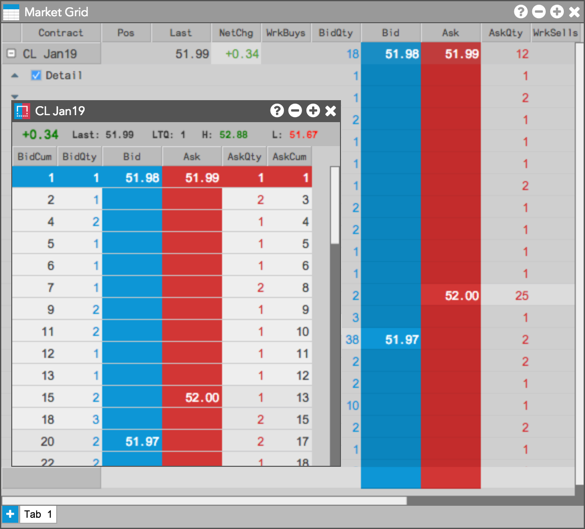 Market Grid
Contract Pos Last NetChg WrkBuys BidQty Bid Ask AskQty WrkSells
CL Jan19 51.99 +0.34 18 51.98 51.99 12
Detail 1 1
1 2
2 1
1 1
1 1
1 2
2 1
1 1
1 1
1 1
2 52.00 25
3 1
38 51.97 2
2 2
2 1
10 1
2 2
1 1
CL Jan19
+0.34 Last: 51.99 LTQ: 1 H: 52.88 L: 51.67
BidCum BidQty Bid Ask AskQty AskCum
1 1 51.98 51.99 1 1
2 1 2 3
4 2 1 4
5 1 1 5
6 1 1 6
7 1 2 8
9 2 1 9
11 2 1 10
12 1 1 11
13 1 1 12
15 2 52.00 1 13
18 3 2 15
20 2 51.97 2 17
22 2 1 18
Tab 1